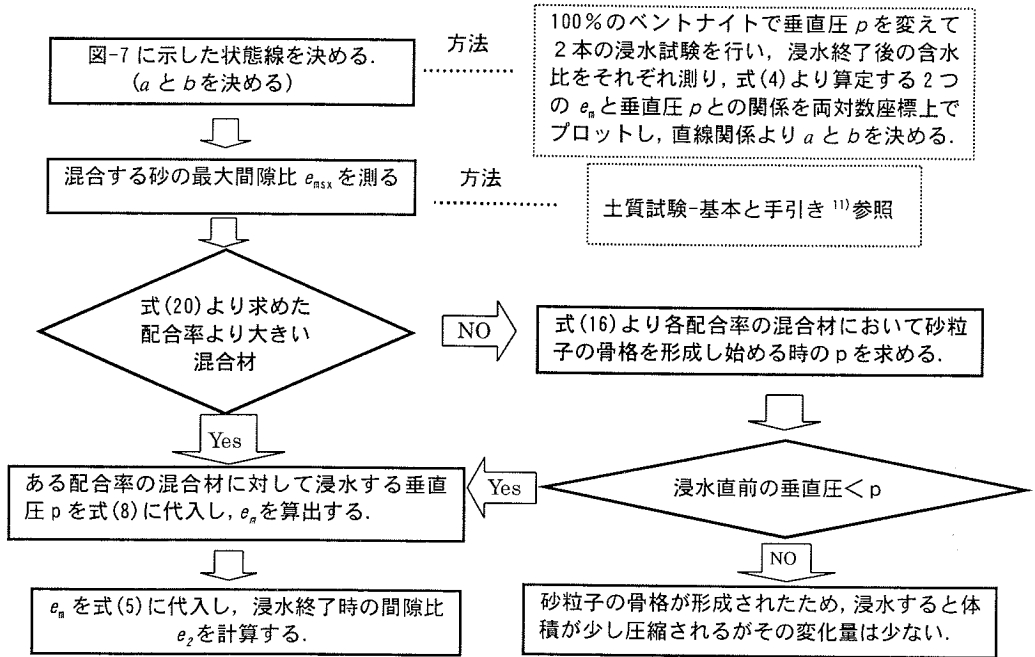 図-7 に示した状態線を決める.
(a と b を決める)
方法
100%のベントナイトで垂直圧 p を変えて
2本の浸水試験を行い, 浸水終了後の含水
比をそれぞれ測り, 式(4)より算定する2つ
の em と垂直圧 p との関係を両対数座標上で
プロットし, 直線関係より a と b を決める.
混合する砂の最大間隙比 emsx を測る
方法
土質試験-基本と手引き 11)参照
式(20)より求めた
配合率より大きい
混合材
NO
式(16)より各配合率の混合材において砂粒
子の骨格を形成し始める時の p を求める.
Yes
ある配合率の混合材に対して浸水する垂直
圧 p を式(8)に代入し, em を算出する.
Yes
浸水直前の垂直圧< p
NO
em を式(5)に代入し, 浸水終了時の間隙比
e2 を計算する.
砂粒子の骨格が形成されたため, 浸水すると体
積が少し圧縮されるがその変化量は少ない.